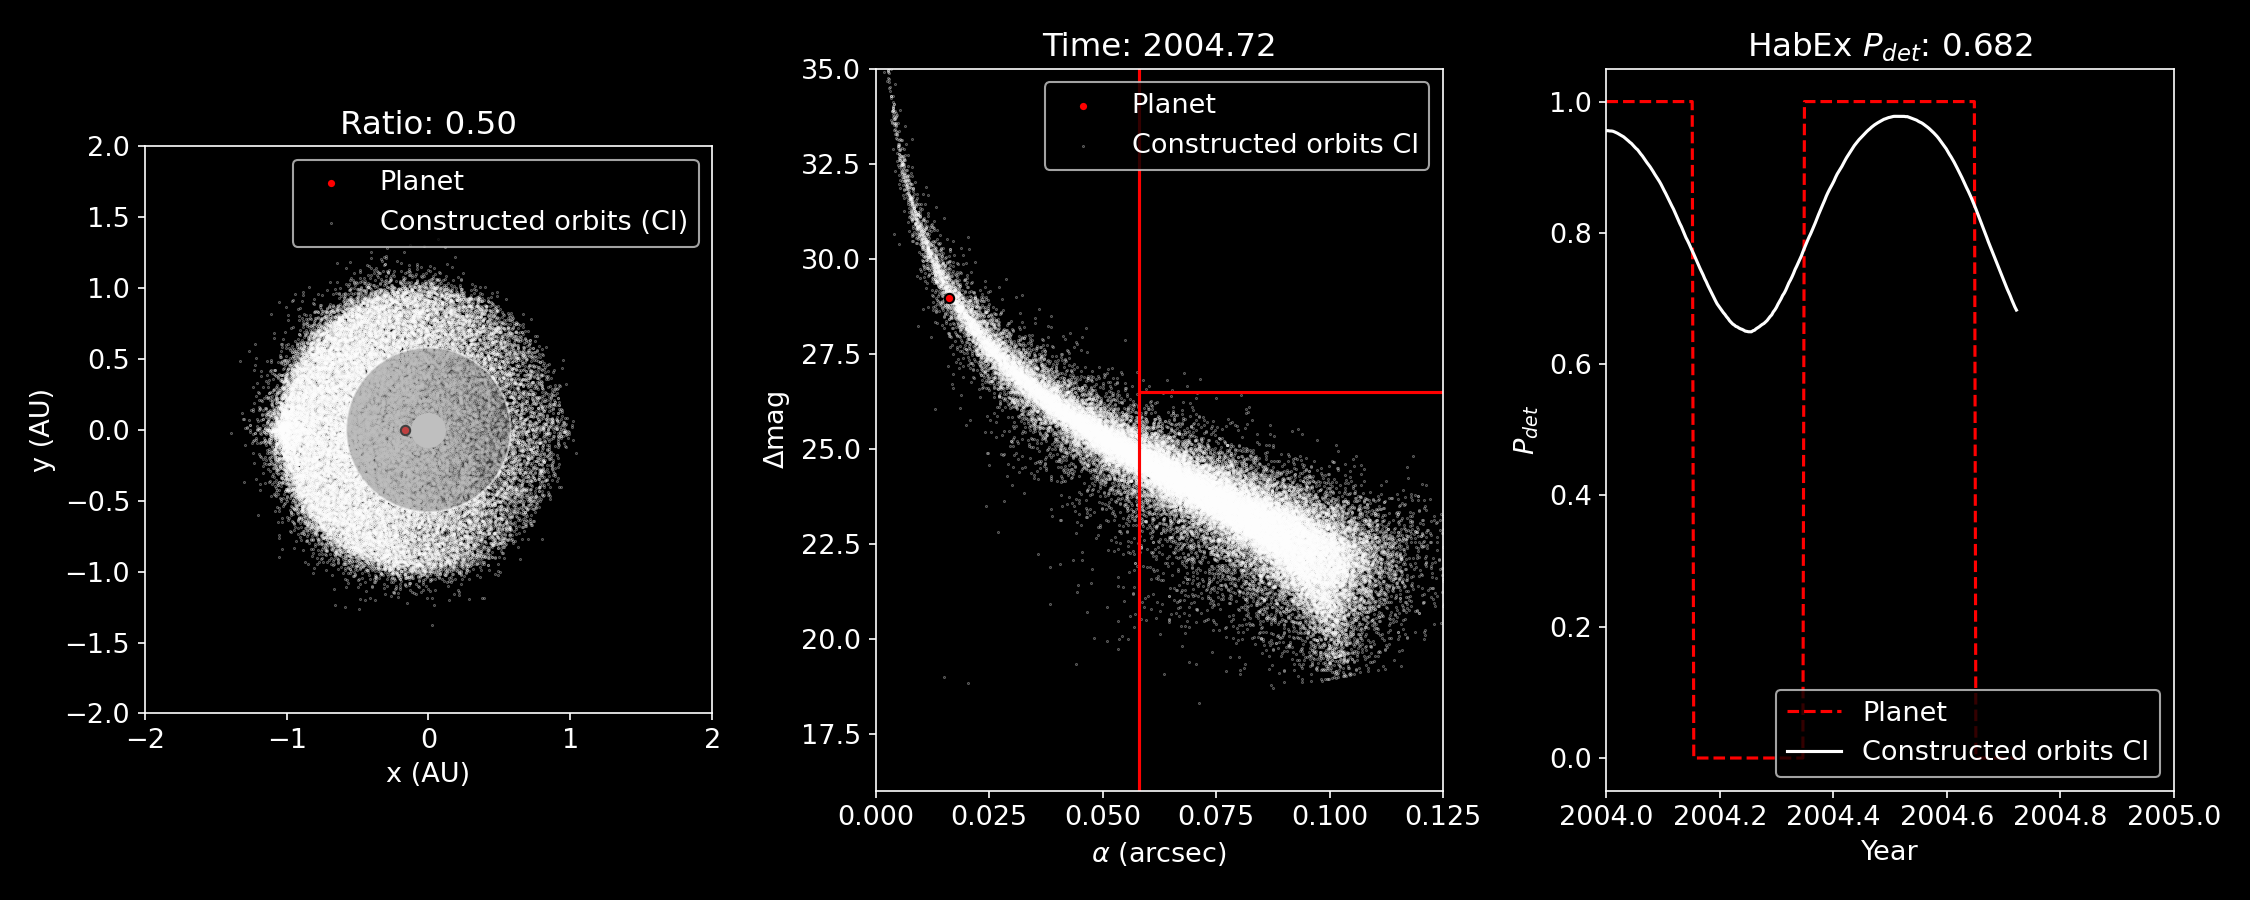 Ratio: 0.50
Planet
Constructed orbits (CI)
2.0
1.5
1.0
0.5
0.0
−0.5
−1.0
−1.5
−2.0
y (AU)
−2 −1 0 1 2
x (AU)
Time: 2004.72
Planet
Constructed orbits CI
35.0
32.5
30.0
27.5
25.0
22.5
20.0
17.5
Δmag
0.000 0.025 0.050 0.075 0.100 0.125
α (arcsec)
HabEx P_det: 0.682
1.0
0.8
0.6
0.4
0.2
0.0
P_det
Planet
Constructed orbits CI
2004.0 2004.2 2004.4 2004.6 2004.8 2005.0
Year